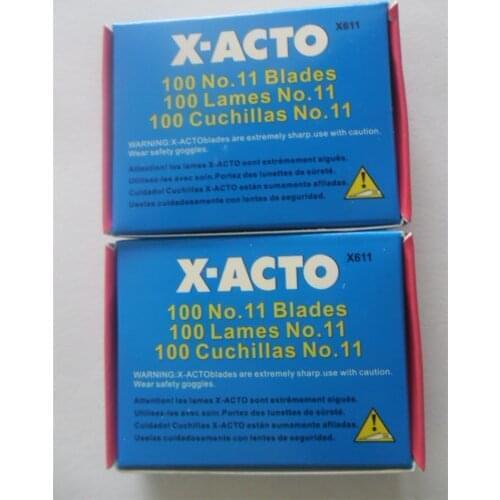 X-ACTO X611
100 No.11 Blades
100 Lames No.11
100 Cuchillas No.11
WARNING:X-ACTOblades are extremely sharp.use with caution.
Wear safety goggles.
Attention! les lames X-ACTO sont extrêmement aiguës.
Utilisez-les avec soin.Portez des lunettes de sûreté.
Cuidado! Cuchillas X-ACTO están sumamente afiladas.
Uselas cuidadosamente con lentes de seguridad.
X-ACTO X611
100 No.11 Blades
100 Lames No.11
100 Cuchillas No.11
WARNING:X-ACTOblades are extremely sharp.use with caution.
Wear safety goggles.
Attention! les lames X-ACTO sont extrêmement aiguës.
Utilisez-les avec soin.Portez des lunettes de sûreté.
Cuidado! Cuchillas X-ACTO están sumamente afiladas.
Uselas cuidadosamente con lentes de seguridad.